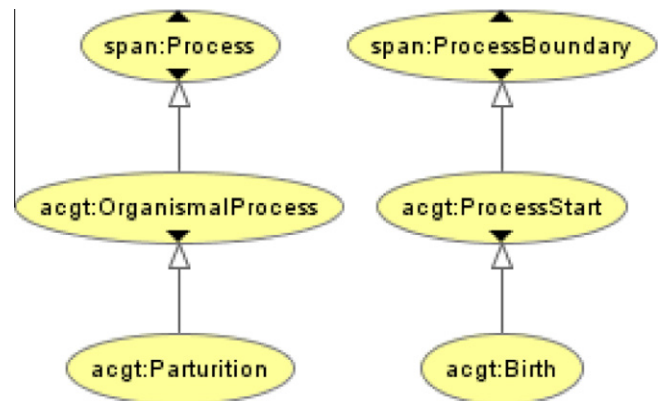 span:Process
span:ProcessBoundary
acgt:OrganismalProcess
acgt:ProcessStart
acgt:Parturition
acgt:Birth